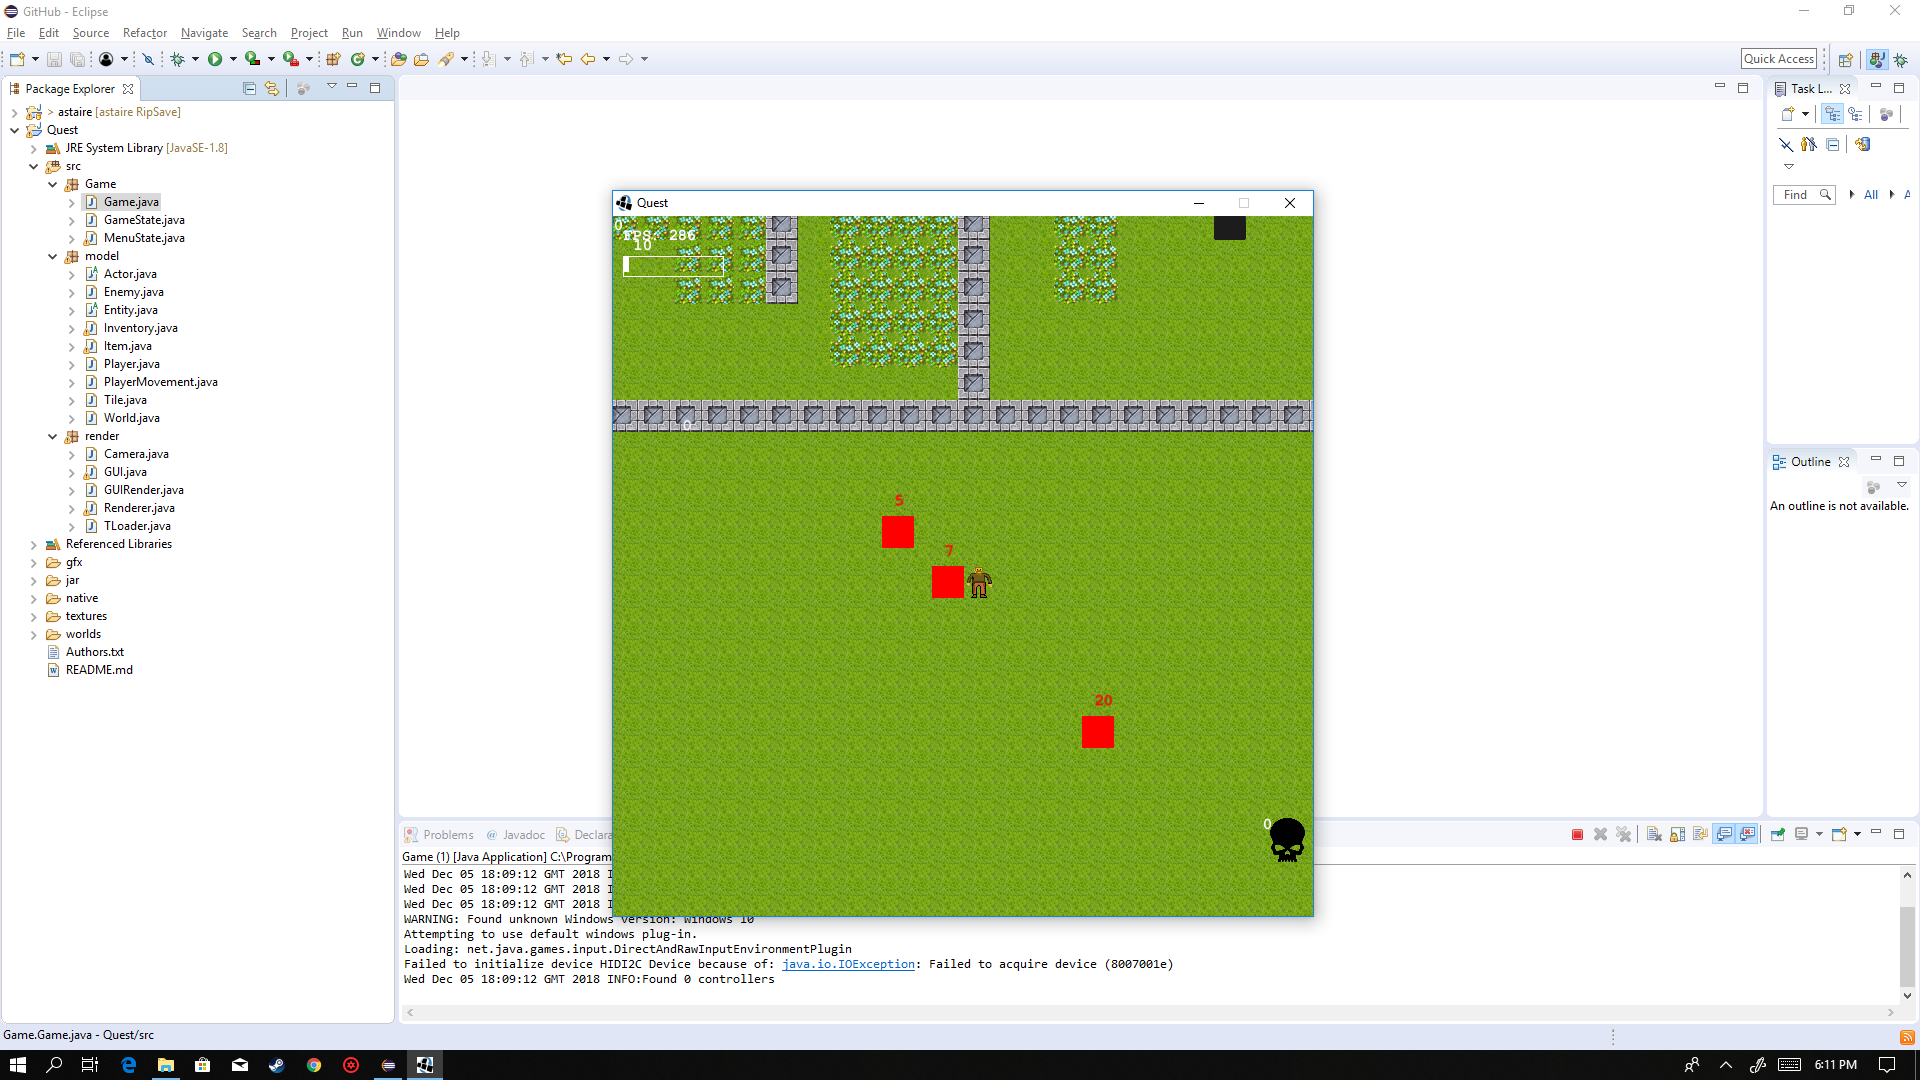 GitHub - Eclipse
File Edit Source Refactor Navigate Search Project Run Window Help
Quick Access
Package Explorer
> astaire [astaire RipSave]
Quest
JRE System Library [JavaSE-1.8]
src
Game
Game.java
GameState.java
MenuState.java
model
Actor.java
Enemy.java
Entity.java
Inventory.java
Item.java
Player.java
PlayerMovement.java
Tile.java
World.java
render
Camera.java
GUI.java
GUIRender.java
Renderer.java
TLoader.java
Referenced Libraries
gfx
jar
native
textures
worlds
Authors.txt
README.md
Quest
0
FPS: 286
10
0
5
7
20
0
Task L...
Find All A
Outline
An outline is not available.
Problems @ Javadoc Declara
Game (1) [Java Application] C:\Program
Wed Dec 05 18:09:12 GMT 2018 I
Wed Dec 05 18:09:12 GMT 2018 I
Wed Dec 05 18:09:12 GMT 2018 I
WARNING: Found unknown Windows version: Windows 10
Attempting to use default windows plug-in.
Loading: net.java.games.input.DirectAndRawInputEnvironmentPlugin
Failed to initialize device HIDI2C Device because of: java.io.IOException: Failed to acquire device (8007001e)
Wed Dec 05 18:09:12 GMT 2018 INFO:Found 0 controllers
Game.Game.java - Quest/src
6:11 PM